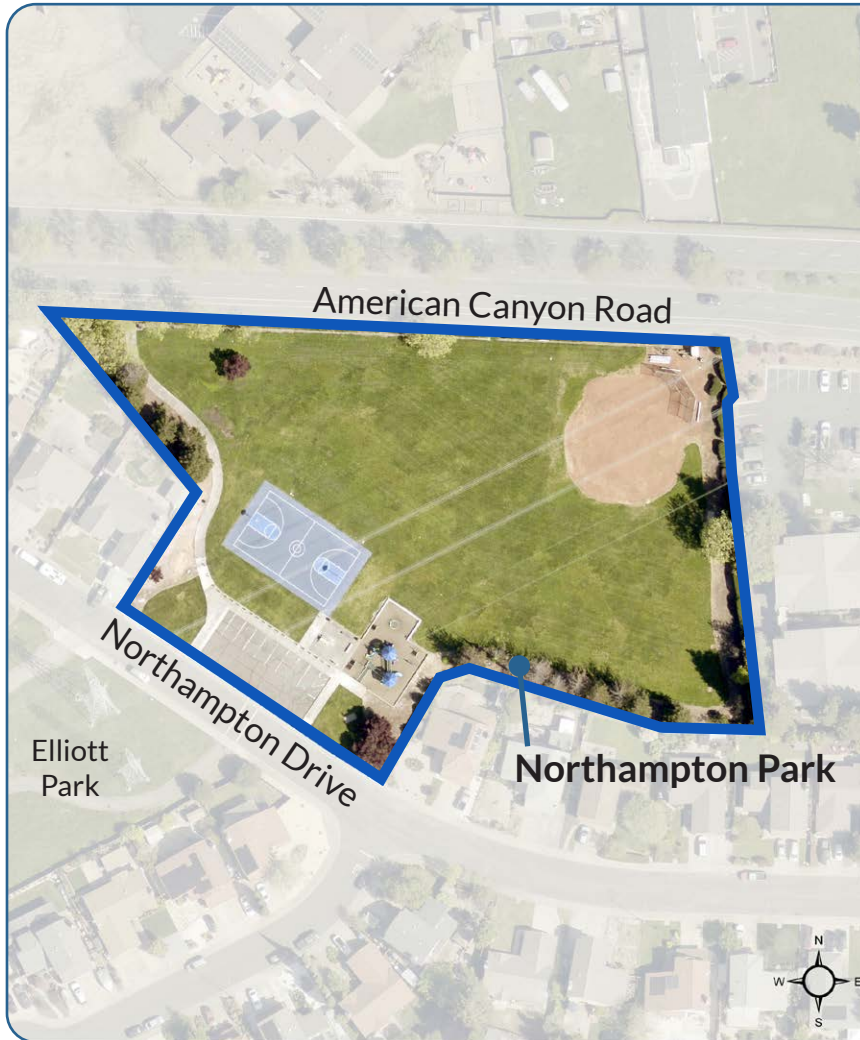 American Canyon Road
Northampton Drive
Elliott
Park
Northampton Park
N
W
E
S